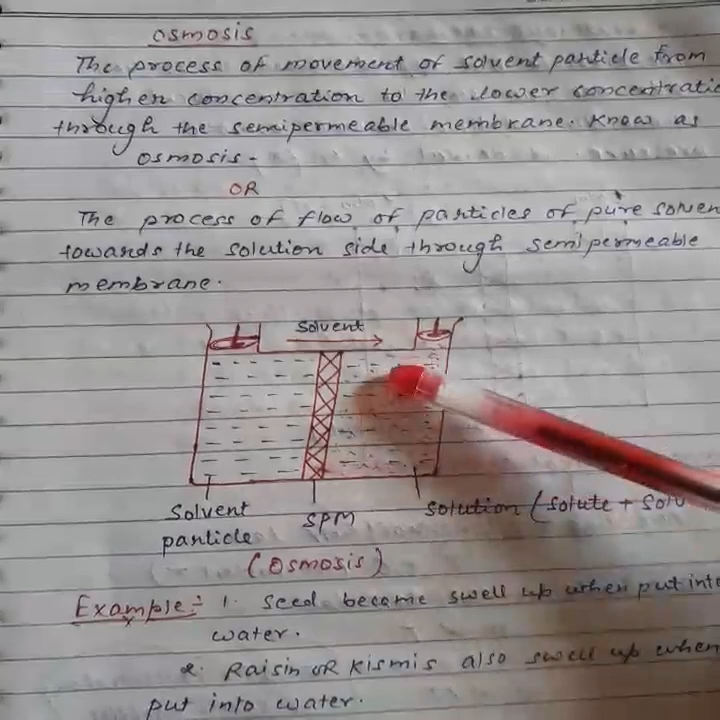 osmosis
The process of movement of solvent particle from
higher concentration to the lower concentratio
through the semipermeable membrane. Know as
osmosis-
OR
The process of flow of particles of pure solven
towards the solution side through semipermeable
membrane.
Solvent
Solvent
particle
SPM
solution (solute + solu
(osmosis)
Example:- 1. Seed become swell up when put into
water.
2. Raisin OR Kismis also swell up when
put into water.